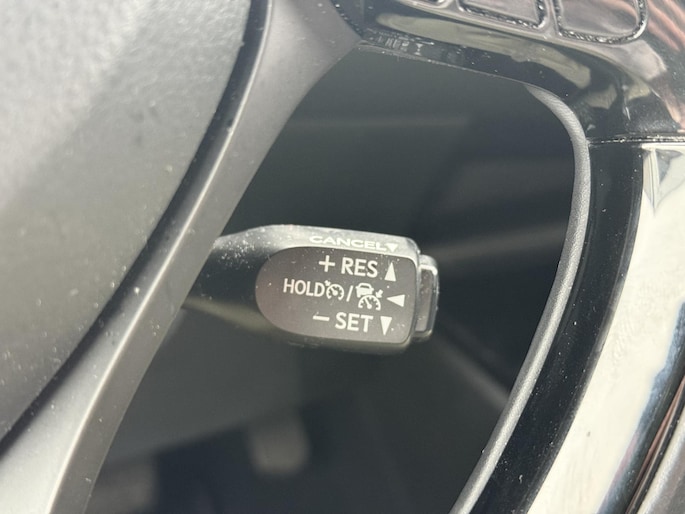 CANCEL▼
+ RES ▲
HOLD / ◀
− SET ▼